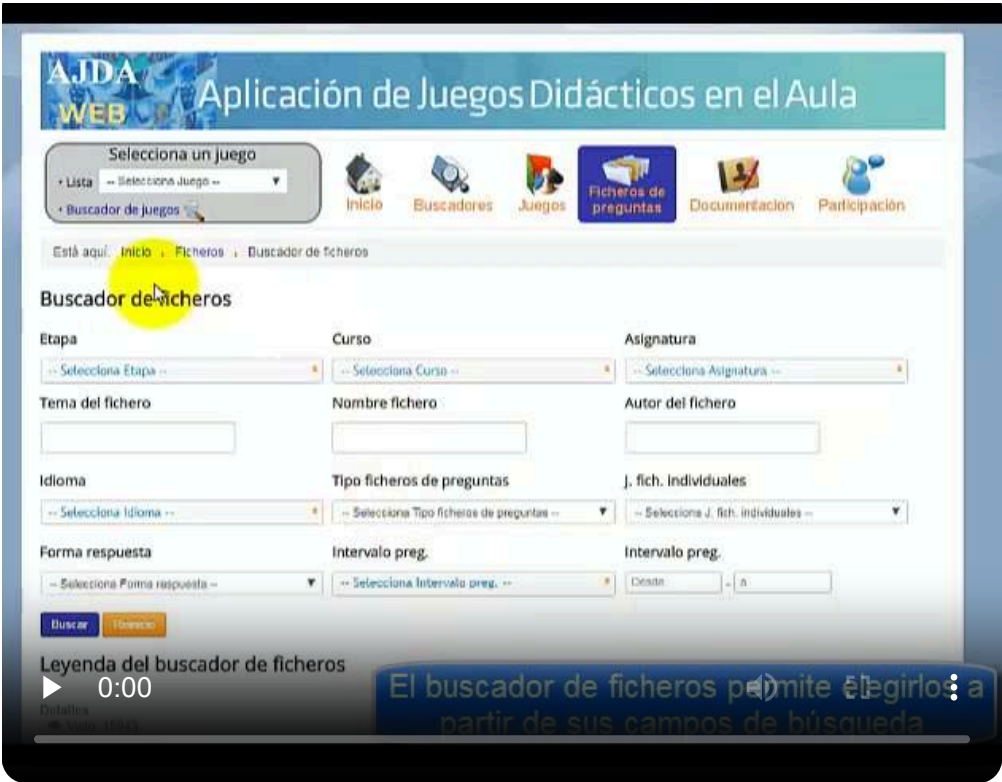 AJDA
WEB
Aplicación de Juegos Didácticos en el Aula
Selecciona un juego
• Lista -- Selecciona Juego --
• Buscador de juegos
Inicio
Buscadores
Juegos
Ficheros de
preguntas
Documentación
Participación
Está aquí: Inicio Ficheros Buscador de ficheros
Buscador de ficheros
Etapa Curso Asignatura
-- Selecciona Etapa -- -- Selecciona Curso -- -- Selecciona Asignatura --
Tema del fichero Nombre fichero Autor del fichero
Idioma Tipo ficheros de preguntas J. fich. individuales
-- Selecciona Idioma -- -- Selecciona Tipo ficheros de preguntas -- -- Selecciona J. fich. individuales --
Forma respuesta Intervalo preg. Intervalo preg.
-- Selecciona Forma respuesta -- -- Selecciona Intervalo preg. -- Desde - a
Buscar Reinicio
Leyenda del buscador de ficheros
0:00
El buscador de ficheros permite elegirlos a
partir de sus campos de búsqueda
Detalles